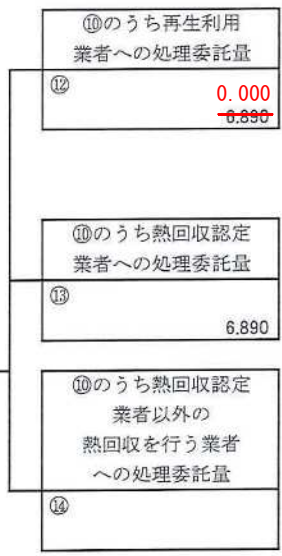 ⑩のうち再生利用
業者への処理委託量
⑫
0.000
6.890
⑩のうち熱回収認定
業者への処理委託量
⑬
6.890
⑩のうち熱回収認定
業者以外の
熱回収を行う業者
への処理委託量
⑭